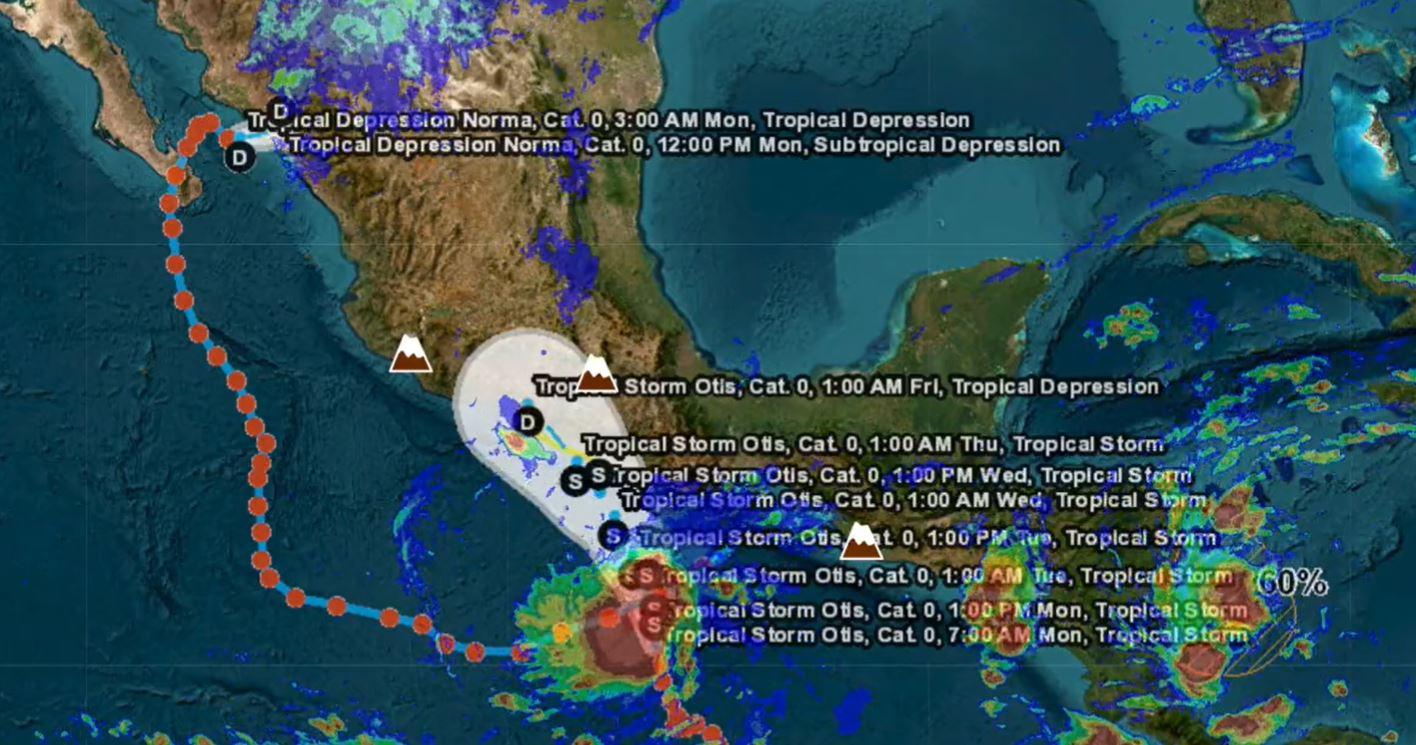 D
Tropical Depression Norma, Cat. 0, 3:00 AM Mon, Tropical Depression
D
Tropical Depression Norma, Cat. 0, 12:00 PM Mon, Subtropical Depression
Tropical Storm Otis, Cat. 0, 1:00 AM Fri, Tropical Depression
D
Tropical Storm Otis, Cat. 0, 1:00 AM Thu, Tropical Storm
S
S
Tropical Storm Otis, Cat. 0, 1:00 PM Wed, Tropical Storm
Tropical Storm Otis, Cat. 0, 1:00 AM Wed, Tropical Storm
S
Tropical Storm Otis, Cat. 0, 1:00 PM Tue, Tropical Storm
S
Tropical Storm Otis, Cat. 0, 1:00 AM Tue, Tropical Storm
60%
S
Tropical Storm Otis, Cat. 0, 1:00 PM Mon, Tropical Storm
Tropical Storm Otis, Cat. 0, 7:00 AM Mon, Tropical Storm